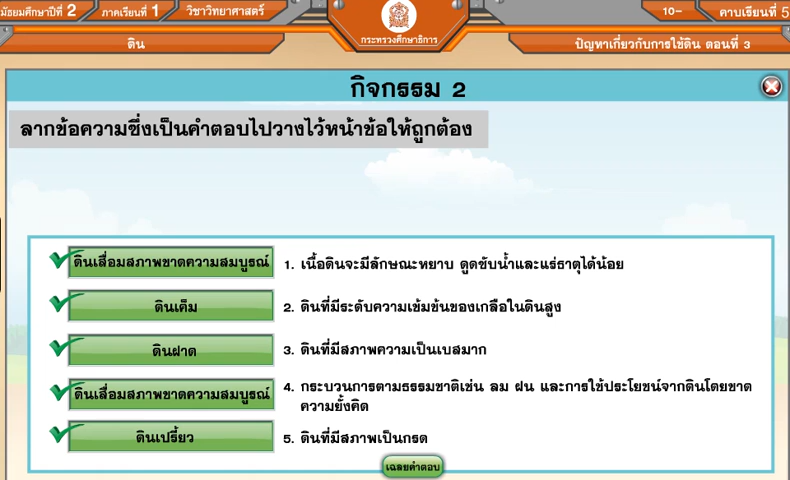 มัธยมศึกษาปีที่ 2 ภาคเรียนที่ 1 วิชาวิทยาศาสตร์ 10~ คาบเรียนที่ 5
กระทรวงศึกษาธิการ
ดิน ปัญหาเกี่ยวกับการใช้ดิน ตอนที่ 3
กิจกรรม 2
ลากข้อความซึ่งเป็นคำตอบไปวางไว้หน้าข้อให้ถูกต้อง
ดินเสื่อมสภาพขาดความสมบูรณ์ 1. เนื้อดินจะมีลักษณะหยาบ ดูดซับน้ำและแร่ธาตุได้น้อย
ดินเค็ม 2. ดินที่มีระดับความเข้มข้นของเกลือในดินสูง
ดินฝาด 3. ดินที่มีสภาพความเป็นเบสมาก
ดินเสื่อมสภาพขาดความสมบูรณ์ 4. กระบวนการตามธรรมชาติเช่น ลม ฝน และการใช้ประโยชน์จากดินโดยขาด
ความยั้งคิด
ดินเปรี้ยว 5. ดินที่มีสภาพเป็นกรด
เฉลยคำตอบ